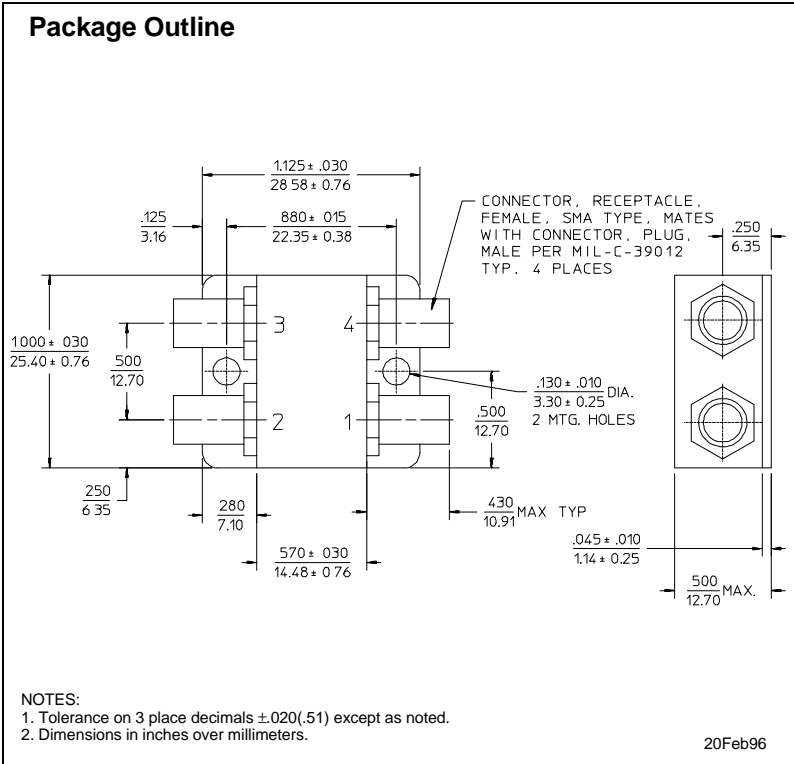 Package Outline
1.125 ± .030
28 58 ± 0.76
.125
3.16
880 ± 015
22.35 ± 0.38
CONNECTOR, RECEPTACLE,
FEMALE, SMA TYPE, MATES
WITH CONNECTOR, PLUG,
MALE PER MIL-C-39012
TYP. 4 PLACES
.250
6.35
1000 ± 030
25.40 ± 0.76
500
12.70
3
4
2
1
.130 ± .010 DIA.
3.30 ± 0.25
2 MTG. HOLES
.500
12.70
250
6 35
280
7.10
430 MAX TYP
10.91
570 ± 030
14.48 ± 0 76
.045 ± .010
1.14 ± 0.25
500 MAX.
12.70
NOTES:
1. Tolerance on 3 place decimals ±.020(.51) except as noted.
2. Dimensions in inches over millimeters.
20Feb96